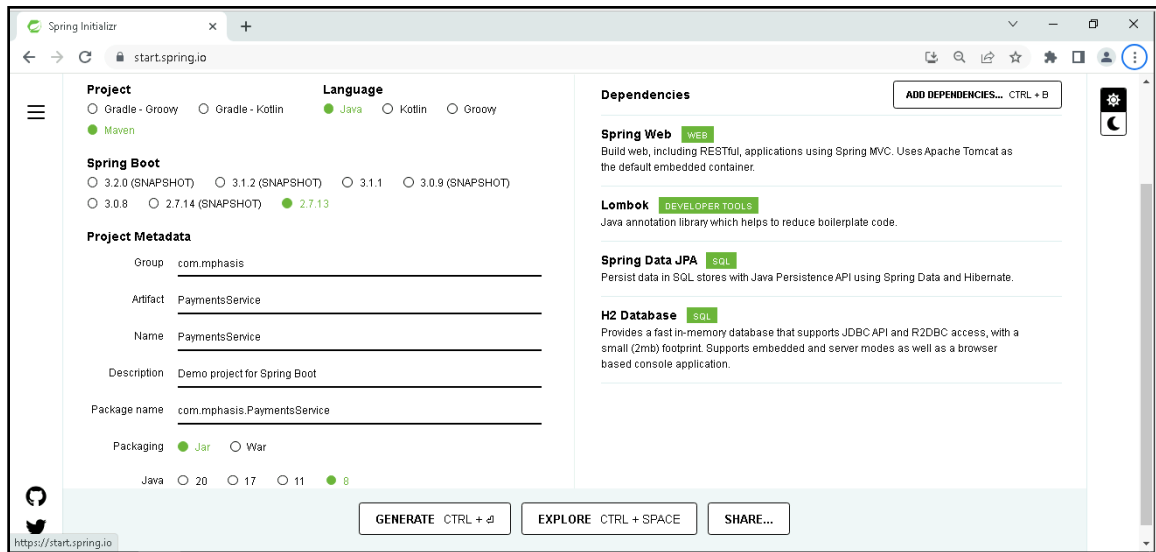 Spring Initializr
start.spring.io
Project
Gradle - Groovy Gradle - Kotlin
Maven
Language
Java Kotlin Groovy
Spring Boot
3.2.0 (SNAPSHOT) 3.1.2 (SNAPSHOT) 3.1.1 3.0.9 (SNAPSHOT)
3.0.8 2.7.14 (SNAPSHOT) 2.7.13
Project Metadata
Group com.mphasis
Artifact PaymentsService
Name PaymentsService
Description Demo project for Spring Boot
Package name com.mphasis.PaymentsService
Packaging Jar War
Java 20 17 11 8
Dependencies ADD DEPENDENCIES... CTRL + B
Spring Web WEB
Build web, including RESTful, applications using Spring MVC. Uses Apache Tomcat as
the default embedded container.
Lombok DEVELOPER TOOLS
Java annotation library which helps to reduce boilerplate code.
Spring Data JPA SQL
Persist data in SQL stores with Java Persistence API using Spring Data and Hibernate.
H2 Database SQL
Provides a fast in-memory database that supports JDBC API and R2DBC access, with a
small (2mb) footprint. Supports embedded and server modes as well as a browser
based console application.
GENERATE CTRL + ⏎ EXPLORE CTRL + SPACE SHARE...
https://start.spring.io